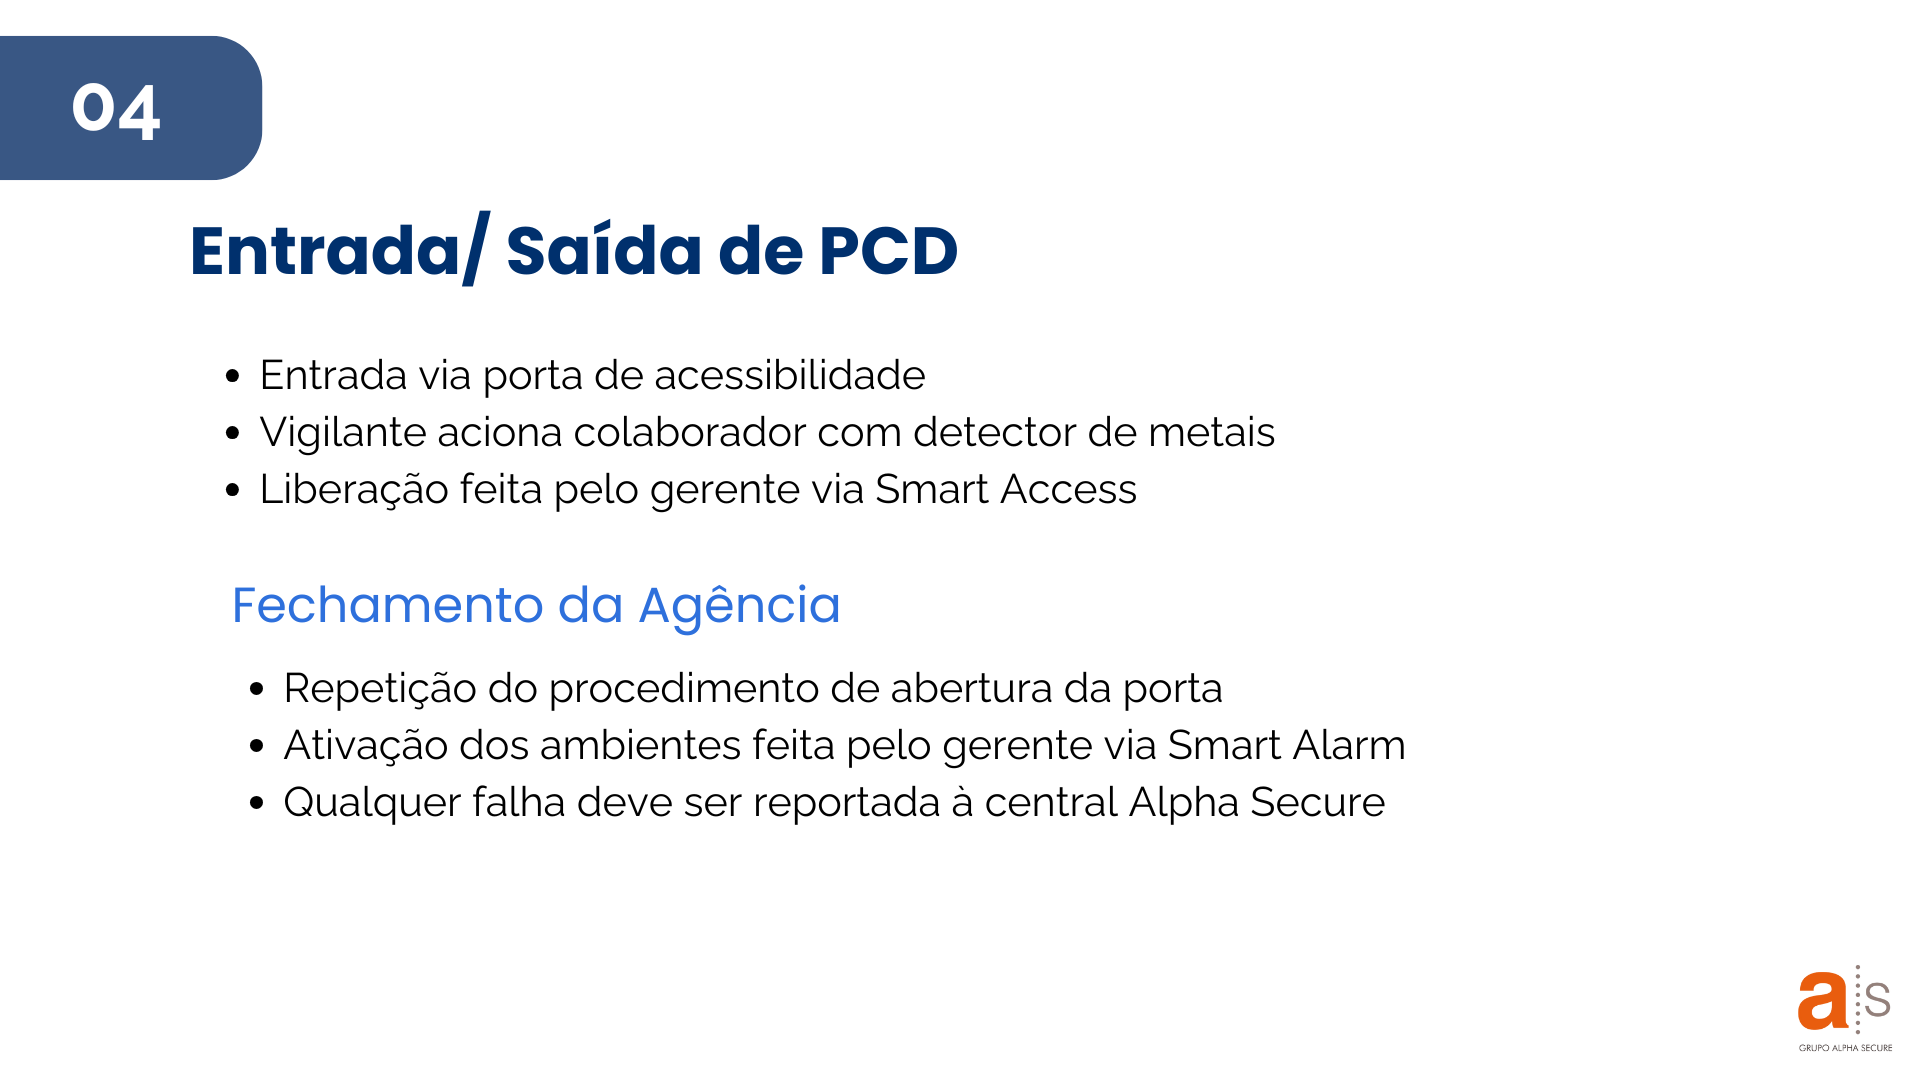 04
Entrada/ Saída de PCD
• Entrada via porta de acessibilidade
• Vigilante aciona colaborador com detector de metais
• Liberação feita pelo gerente via Smart Access
Fechamento da Agência
• Repetição do procedimento de abertura da porta
• Ativação dos ambientes feita pelo gerente via Smart Alarm
• Qualquer falha deve ser reportada à central Alpha Secure
a s
GRUPO ALPHA SECURE